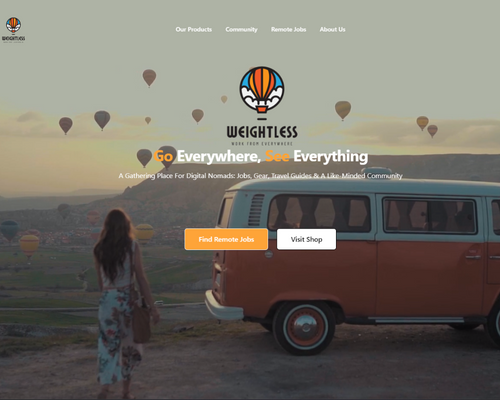 WEIGHTLESS
Our Products
Community
Remote Jobs
About Us
WEIGHTLESS
WORK FROM EVERYWHERE
Go Everywhere, See Everything
A Gathering Place For Digital Nomads: Jobs, Gear, Travel Guides & A Like-Minded Community
Find Remote Jobs
Visit Shop